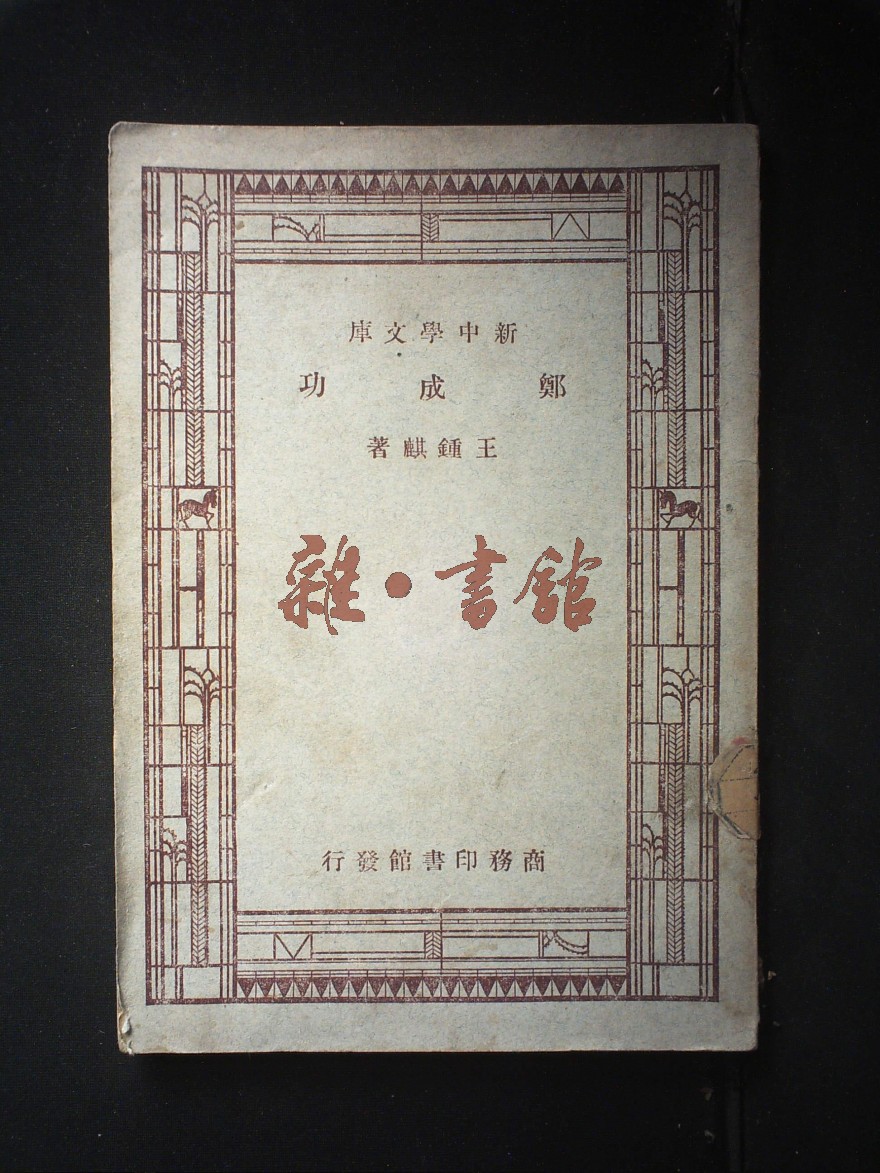 新中學文庫
鄭成功
王鍾麒著
雜·書館
商務印書館發行